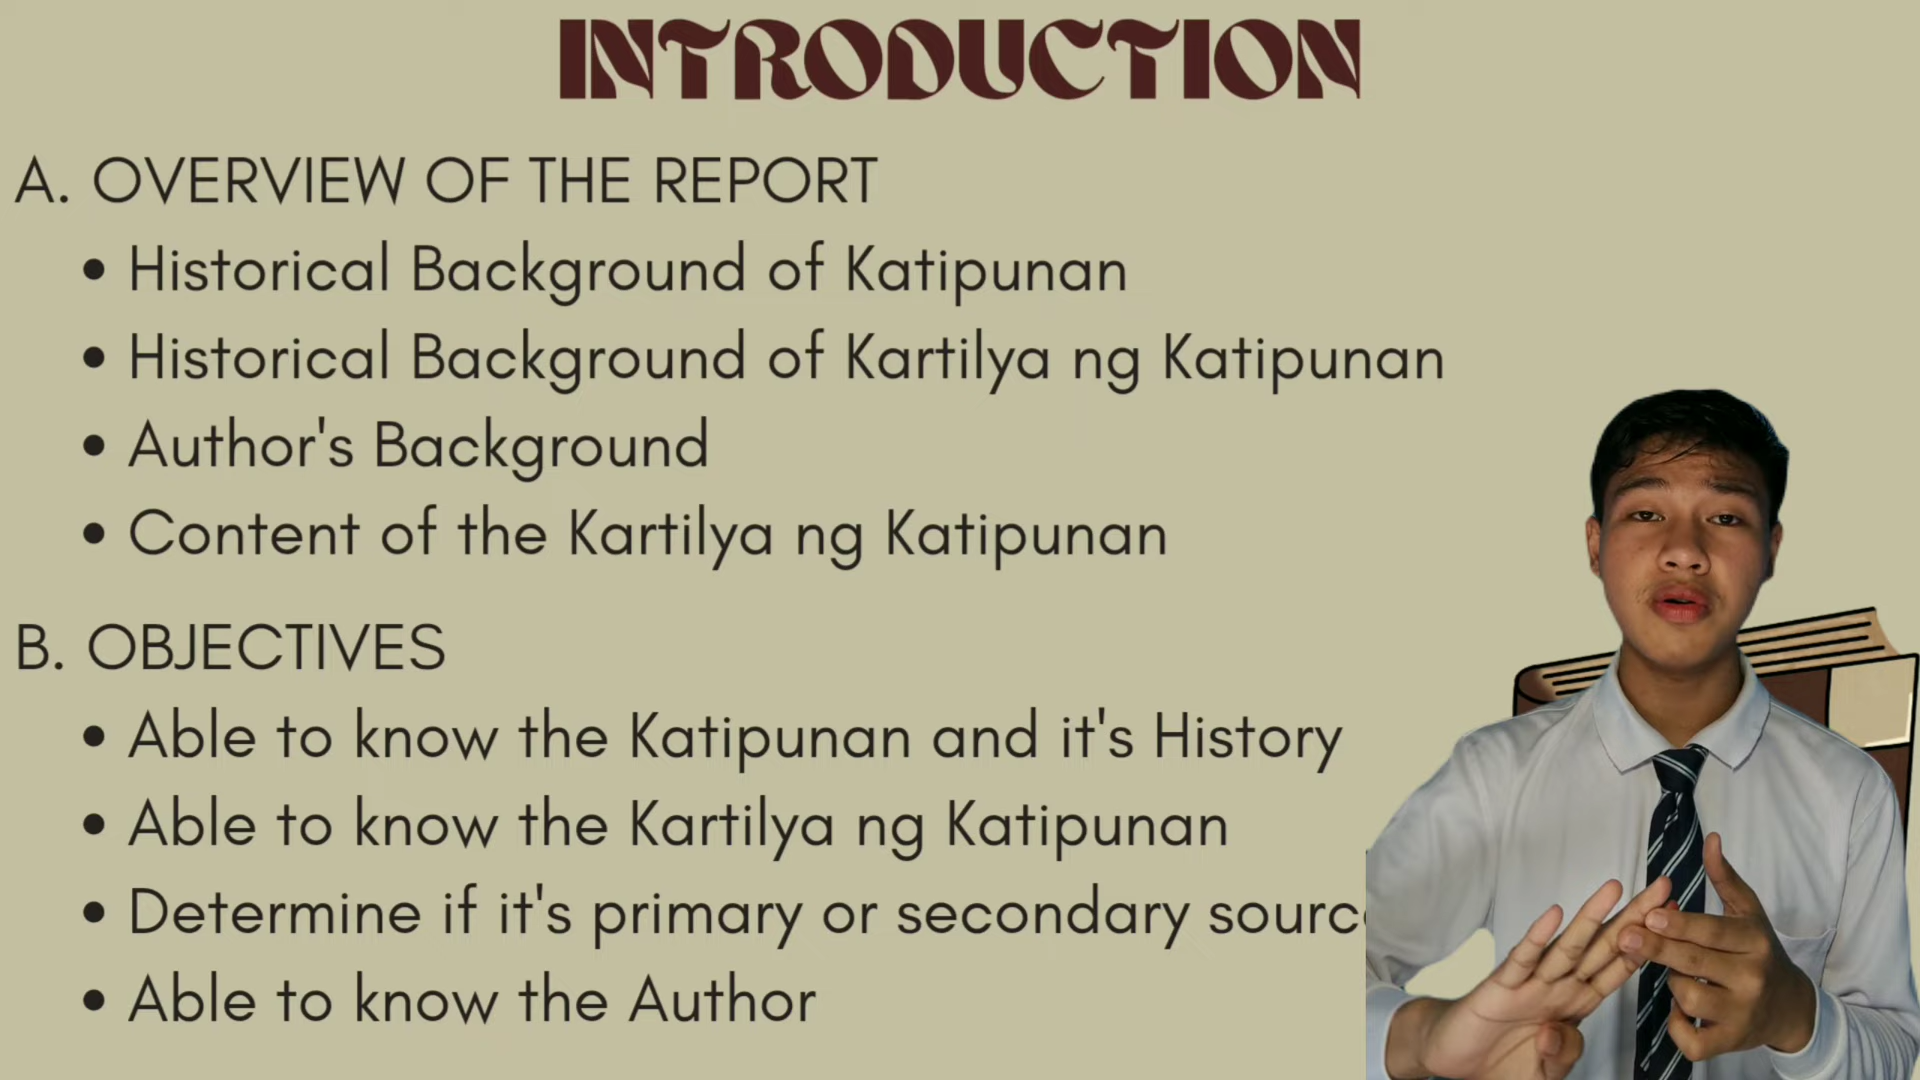 INTRODUCTION
A. OVERVIEW OF THE REPORT
• Historical Background of Katipunan
• Historical Background of Kartilya ng Katipunan
• Author's Background
• Content of the Kartilya ng Katipunan
B. OBJECTIVES
• Able to know the Katipunan and it's History
• Able to know the Kartilya ng Katipunan
• Determine if it's primary or secondary
• Able to know the Author